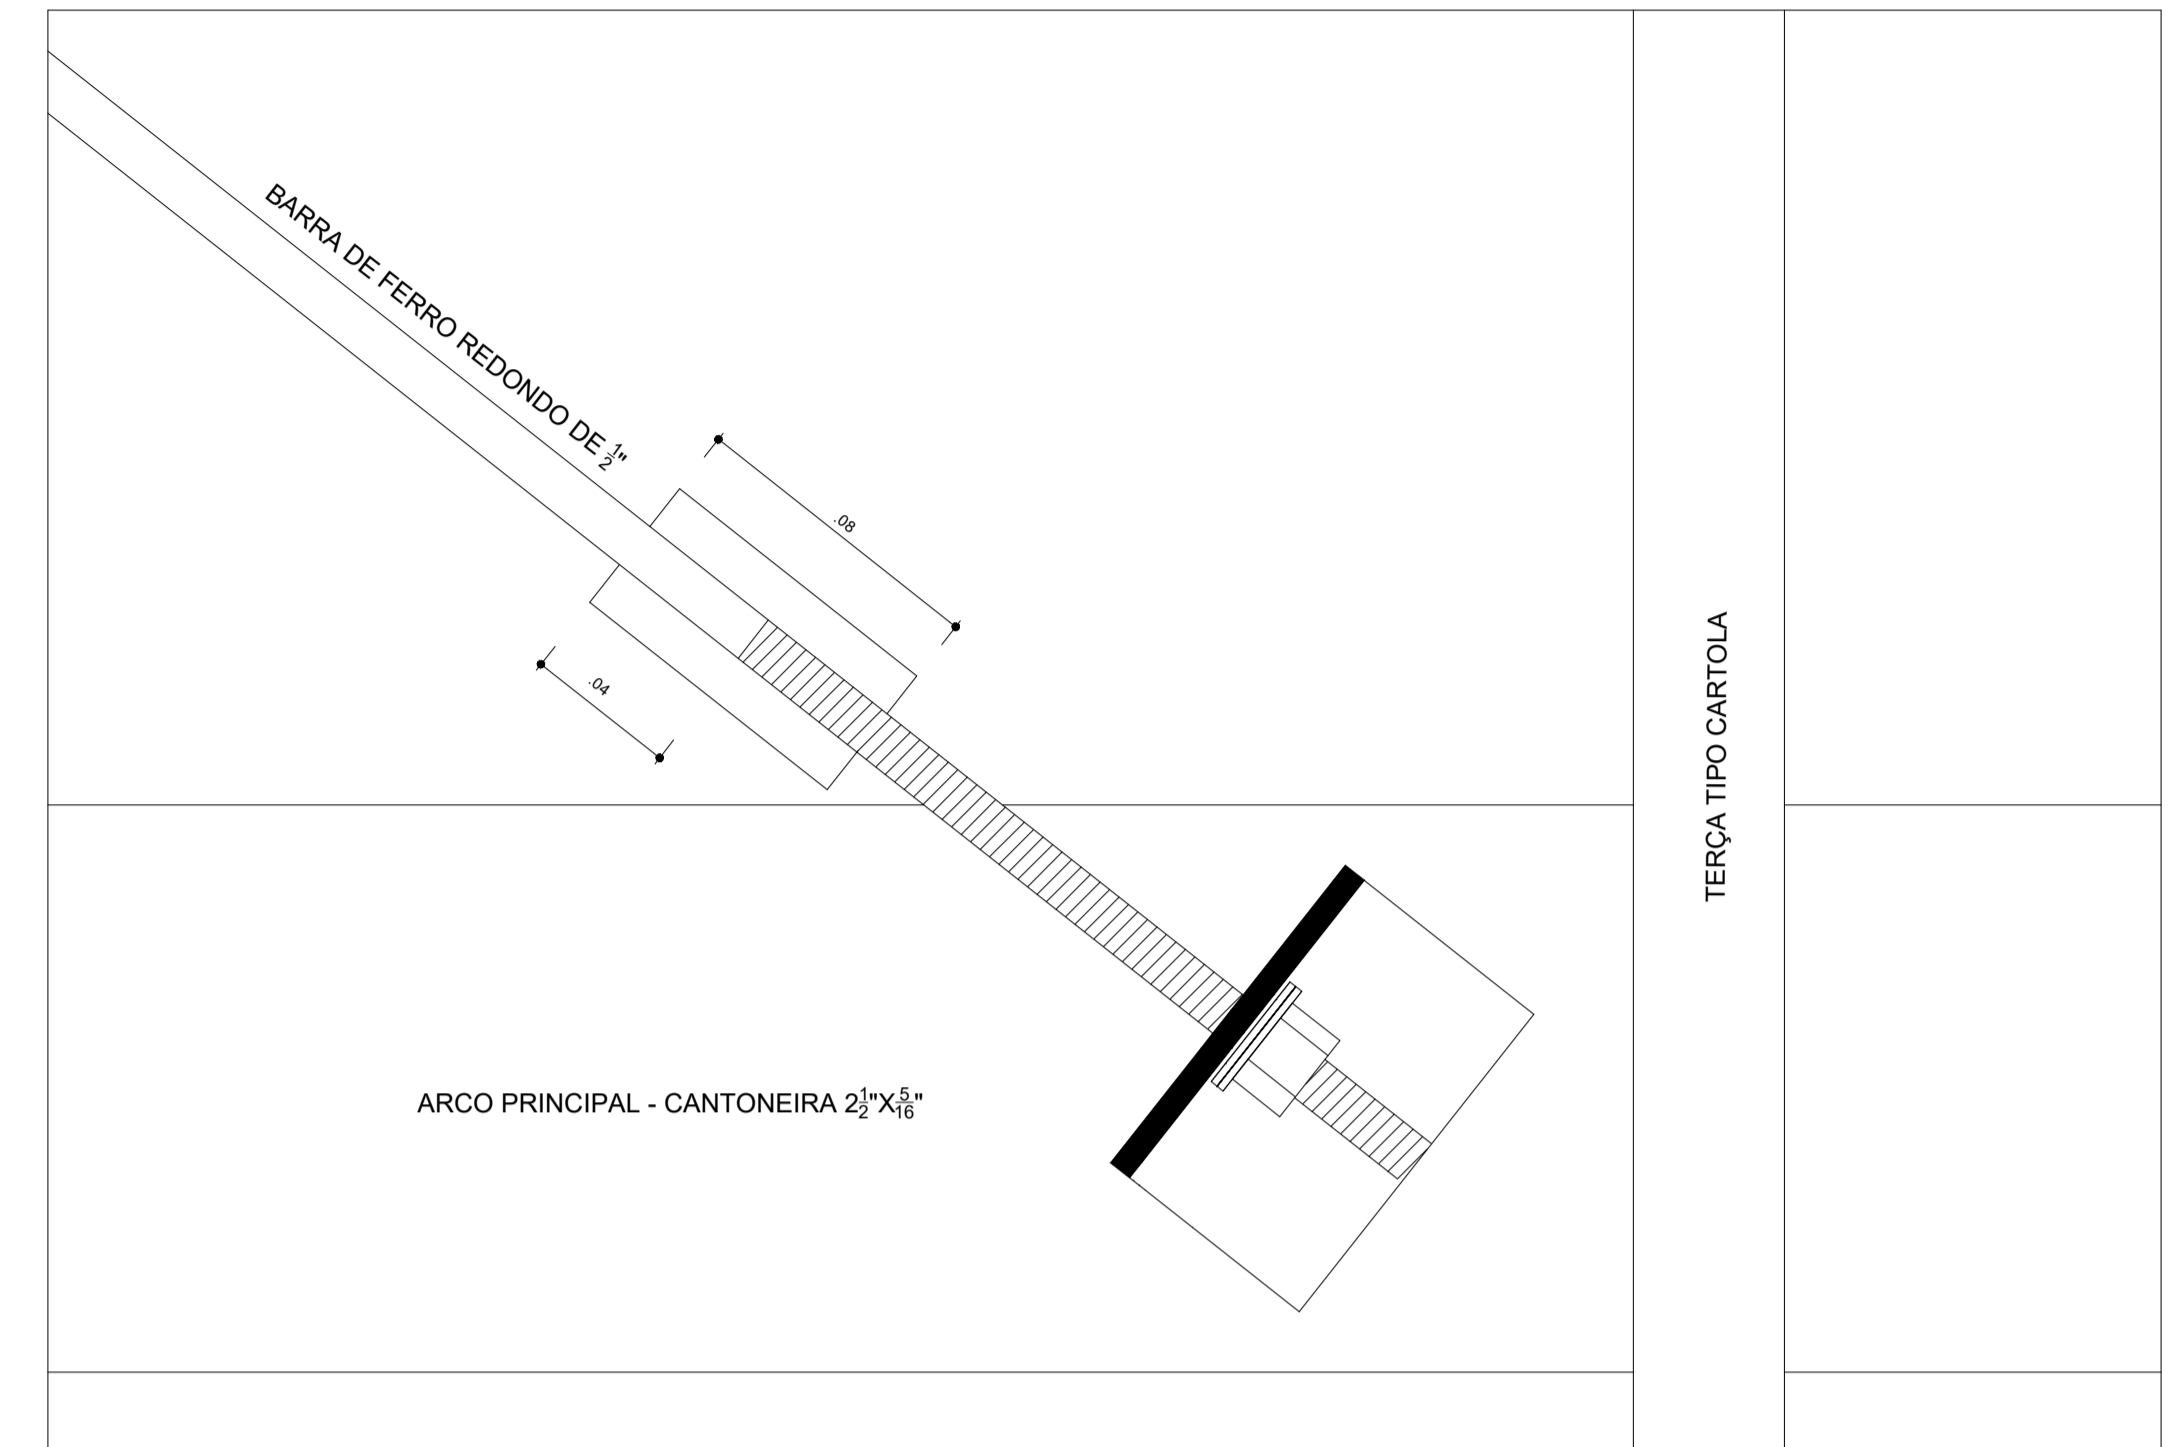 BARRA DE FERRO REDONDO DE 1/2"
.08
.04
TERÇA TIPO CARTOLA
ARCO PRINCIPAL - CANTONEIRA 2 1/2"X5/16"